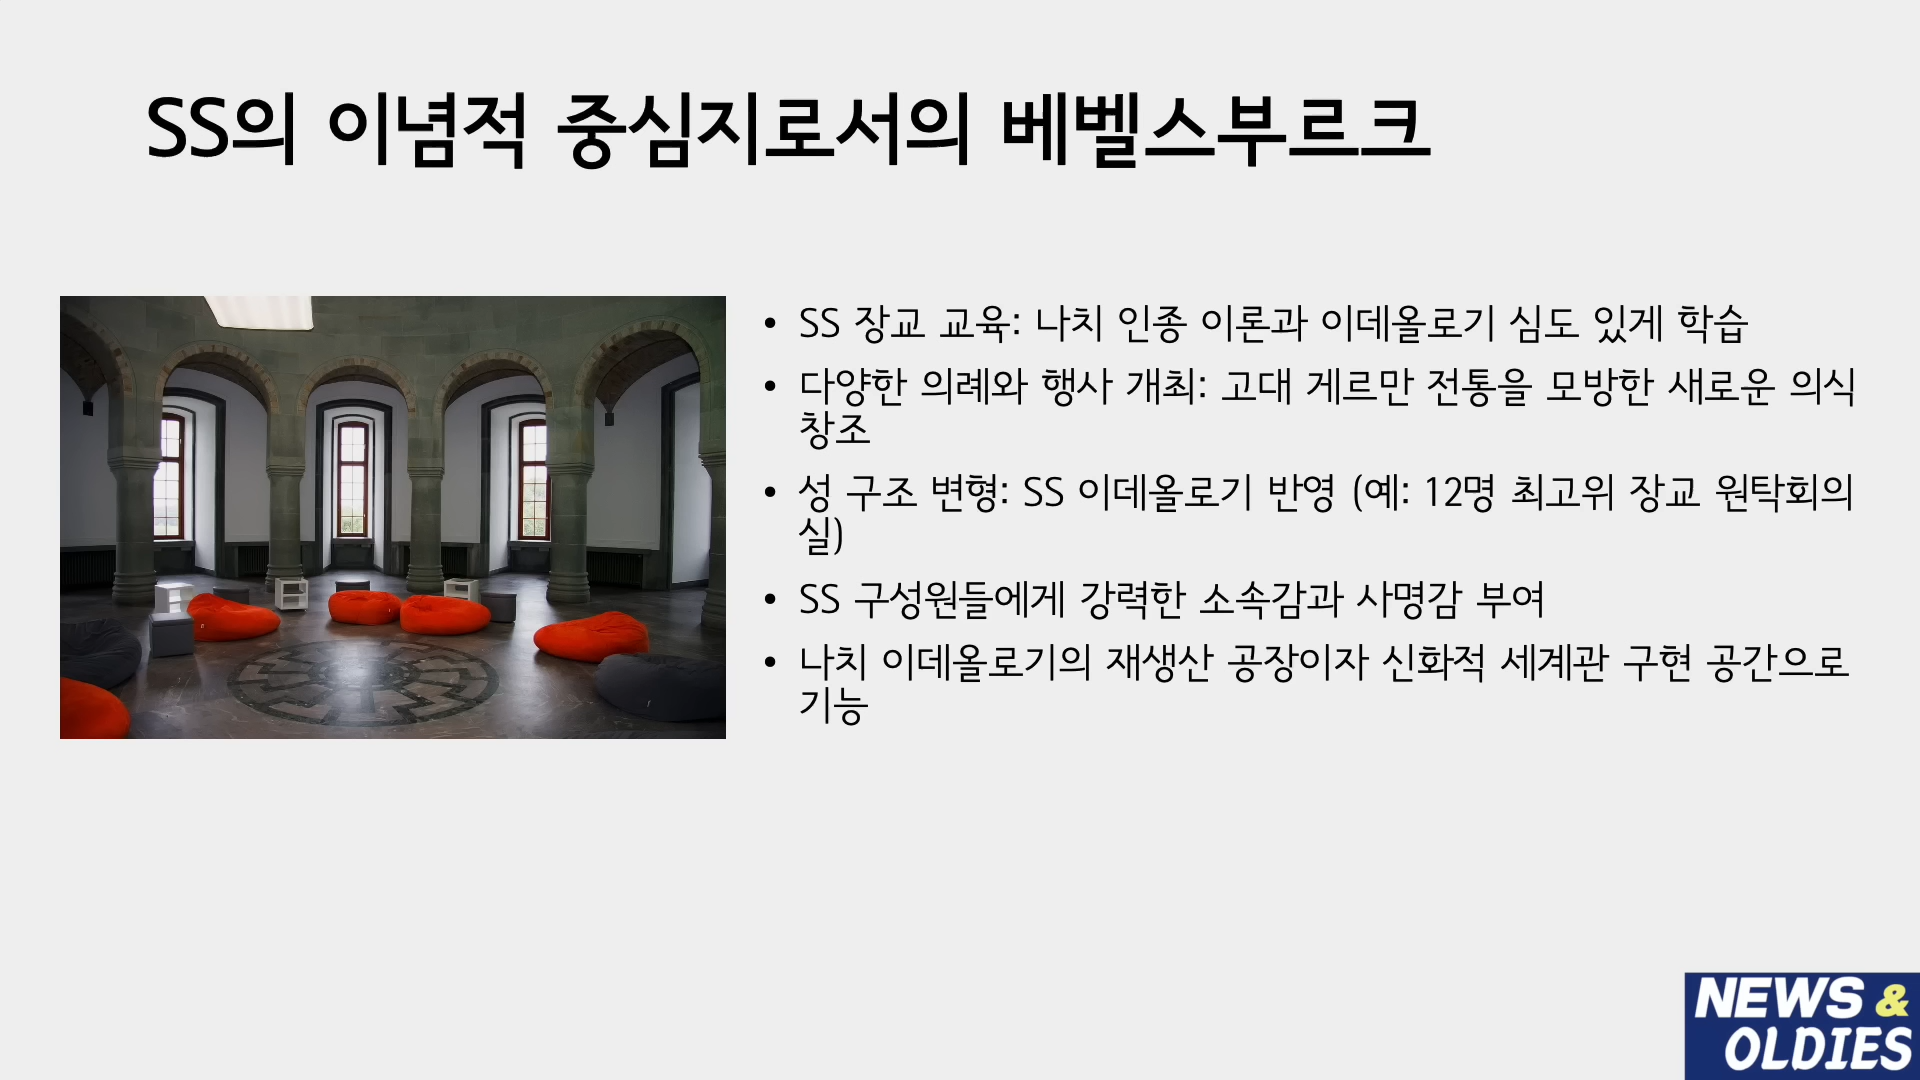 SS의 이념적 중심지로서의 베벨스부르크
• SS 장교 교육: 나치 인종 이론과 이데올로기 심도 있게 학습
• 다양한 의례와 행사 개최: 고대 게르만 전통을 모방한 새로운 의식
창조
• 성 구조 변형: SS 이데올로기 반영 (예: 12명 최고위 장교 원탁회의
실)
• SS 구성원들에게 강력한 소속감과 사명감 부여
• 나치 이데올로기의 재생산 공장이자 신화적 세계관 구현 공간으로
기능
NEWS &
OLDIES